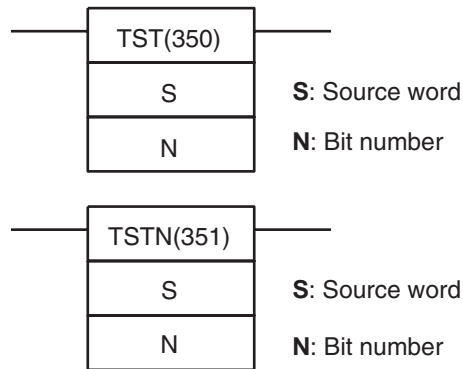 TST(350)
S
S: Source word
N
N: Bit number
TSTN(351)
S
S: Source word
N
N: Bit number